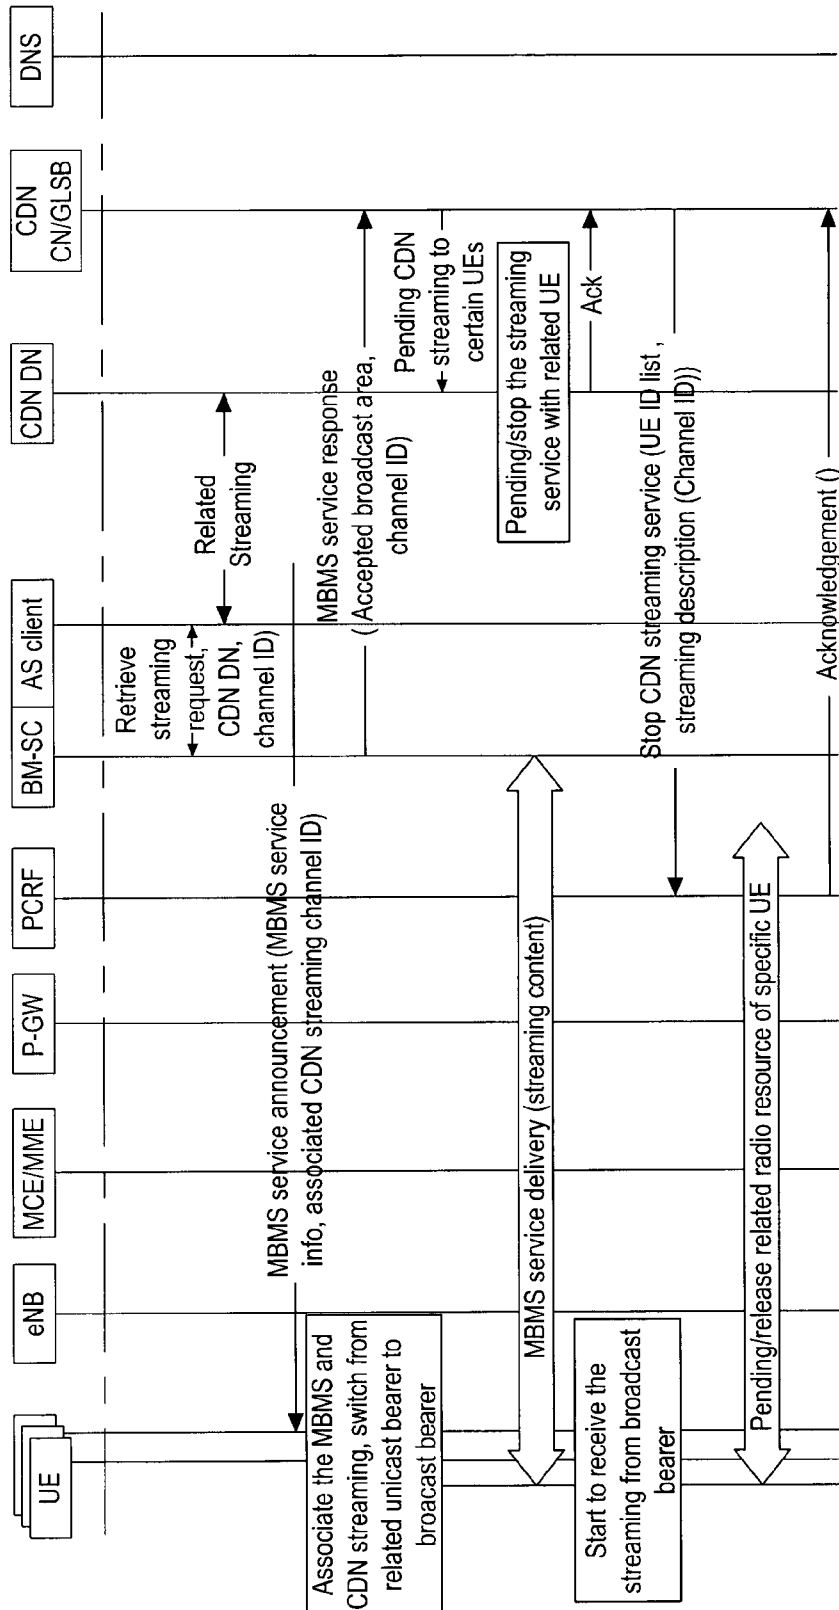 UE
eNB
MCE/MME
P-GW
PCRF
BM-SC
AS client
CDN DN
CDN
CN/GLSB
DNS
Retrieve
streaming
request,
CDN DN,
channel ID)
Related
Streaming
MBMS service announcement (MBMS service
info, associated CDN streaming channel ID)
Associate the MBMS and
CDN streaming, switch from
related unicast bearer to
broacast bearer
MBMS service response
( Accepted broadcast area,
channel ID)
Pending CDN
streaming to
certain UEs
Pending/stop the streaming
service with related UE
MBMS service delivery (streaming content)
Ack
Start to receive the
streaming from broadcast
bearer
Stop CDN streaming service (UE ID list ,
streaming description (Channel ID))
Pending/release related radio resource of specific UE
Acknowledgement ()